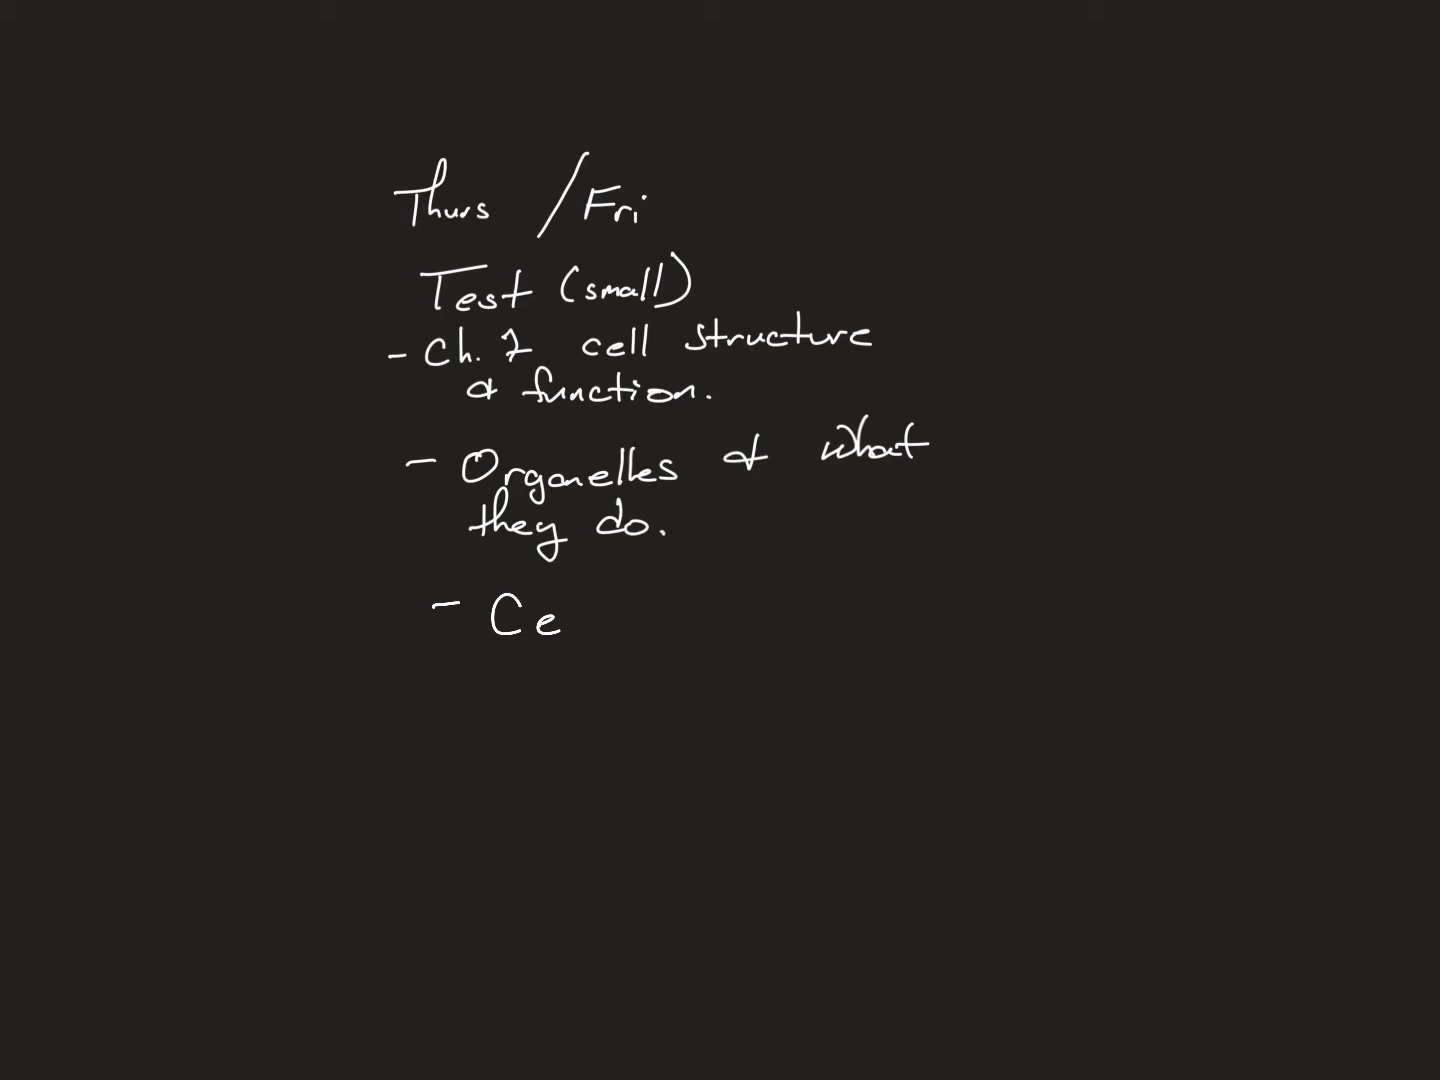 Thurs / Fri
Test (small)
- Ch. 7 cell structure
& function.
- Organelles & what
they do.
- Ce